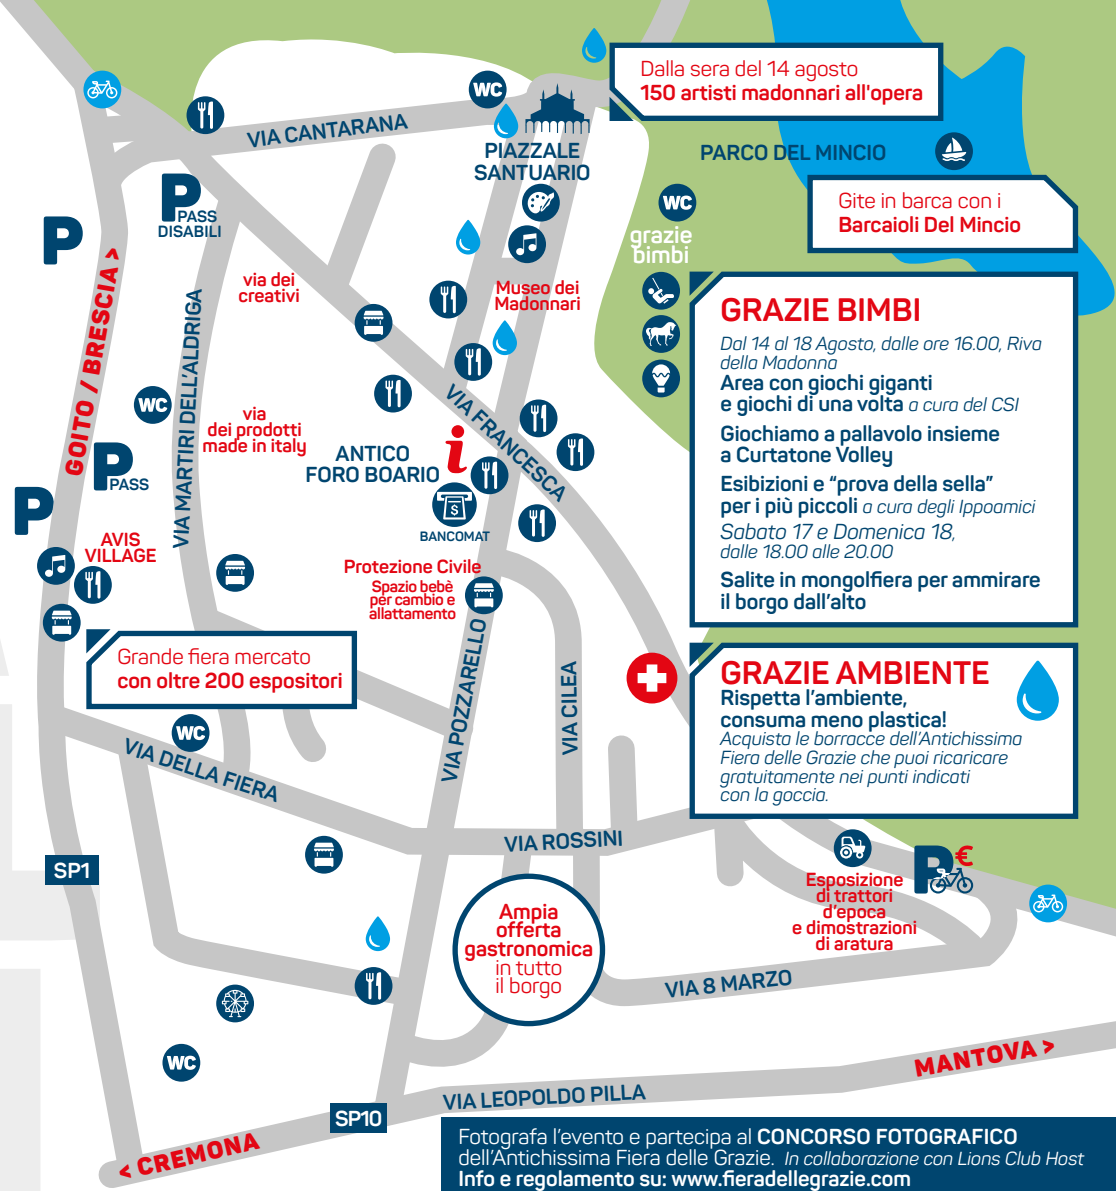 Dalla sera del 14 agosto
150 artisti madonnari all'opera
WC
VIA CANTARANA
PIAZZALE
SANTUARIO
PARCO DEL MINCIO
P
PASS
DISABILI
Gite in barca con i
Barcaioli Del Mincio
P
WC
grazie
bimbi
GOITO / BRESCIA >
via dei
creativi
Museo dei
Madonnari
VIA MARTIRI DELL'ALDRIGA
GRAZIE BIMBI
Dal 14 al 18 Agosto, dalle ore 16.00, Riva
della Madonna
Area con giochi giganti
e giochi di una volta a cura del CSI
Giochiamo a pallavolo insieme
a Curtatone Volley
Esibizioni e “prova della sella”
per i più piccoli a cura degli Ippoamici
Sabato 17 e Domenica 18,
dalle 18.00 alle 20.00
Salite in mongolfiera per ammirare
il borgo dall'alto
WC
via
dei prodotti
made in italy
VIA FRANCESCA
ANTICO
FORO BOARIO
i
P
PASS
P
$
BANCOMAT
AVIS
VILLAGE
Protezione Civile
Spazio bebè
per cambio e
allattamento
Grande fiera mercato
con oltre 200 espositori
VIA POZZARELLO
VIA CILEA
GRAZIE AMBIENTE
Rispetta l'ambiente,
consuma meno plastica!
Acquista le borracce dell'Antichissima
Fiera delle Grazie che puoi ricaricare
gratuitamente nei punti indicati
con la goccia.
WC
VIA DELLA FIERA
VIA ROSSINI
SP1
P €
Esposizione
di trattori
d'epoca
e dimostrazioni
di aratura
Ampia
offerta
gastronomica
in tutto
il borgo
VIA 8 MARZO
WC
MANTOVA >
VIA LEOPOLDO PILLA
SP10
< CREMONA
Fotografa l'evento e partecipa al CONCORSO FOTOGRAFICO
dell'Antichissima Fiera delle Grazie. In collaborazione con Lions Club Host
Info e regolamento su: www.fieradellegrazie.com